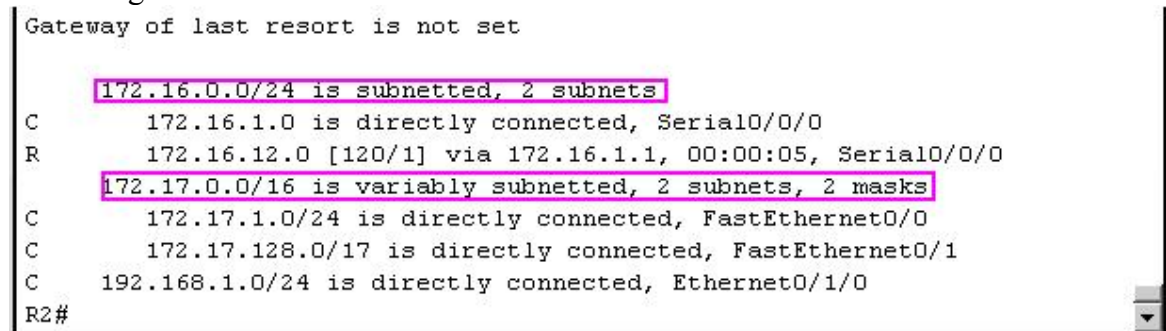 Gateway of last resort is not set
172.16.0.0/24 is subnetted, 2 subnets
C 172.16.1.0 is directly connected, Serial0/0/0
R 172.16.12.0 [120/1] via 172.16.1.1, 00:00:05, Serial0/0/0
172.17.0.0/16 is variably subnetted, 2 subnets, 2 masks
C 172.17.1.0/24 is directly connected, FastEthernet0/0
C 172.17.128.0/17 is directly connected, FastEthernet0/1
C 192.168.1.0/24 is directly connected, Ethernet0/1/0
R2#